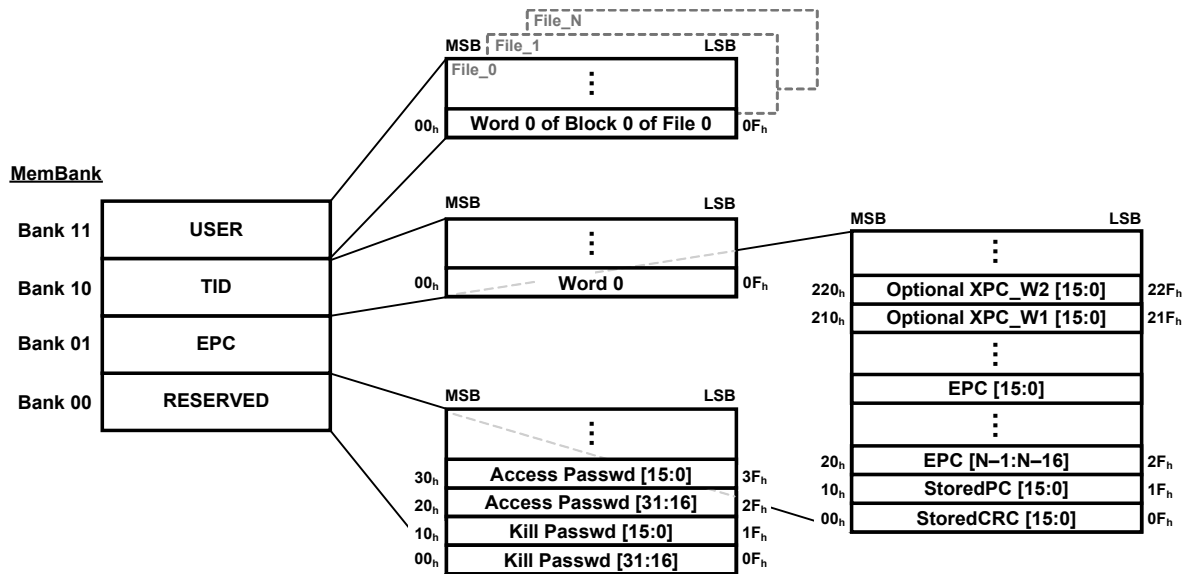 File_N
MSB File_1 LSB
File_0
⋮
00h Word 0 of Block 0 of File 0 0Fh
MemBank
Bank 11 USER
Bank 10 TID
Bank 01 EPC
Bank 00 RESERVED
MSB LSB
⋮
00h Word 0 0Fh
MSB LSB
⋮
30h Access Passwd [15:0] 3Fh
20h Access Passwd [31:16] 2Fh
10h Kill Passwd [15:0] 1Fh
00h Kill Passwd [31:16] 0Fh
MSB LSB
⋮
220h Optional XPC_W2 [15:0] 22Fh
210h Optional XPC_W1 [15:0] 21Fh
⋮
EPC [15:0]
⋮
20h EPC [N–1:N–16] 2Fh
10h StoredPC [15:0] 1Fh
00h StoredCRC [15:0] 0Fh